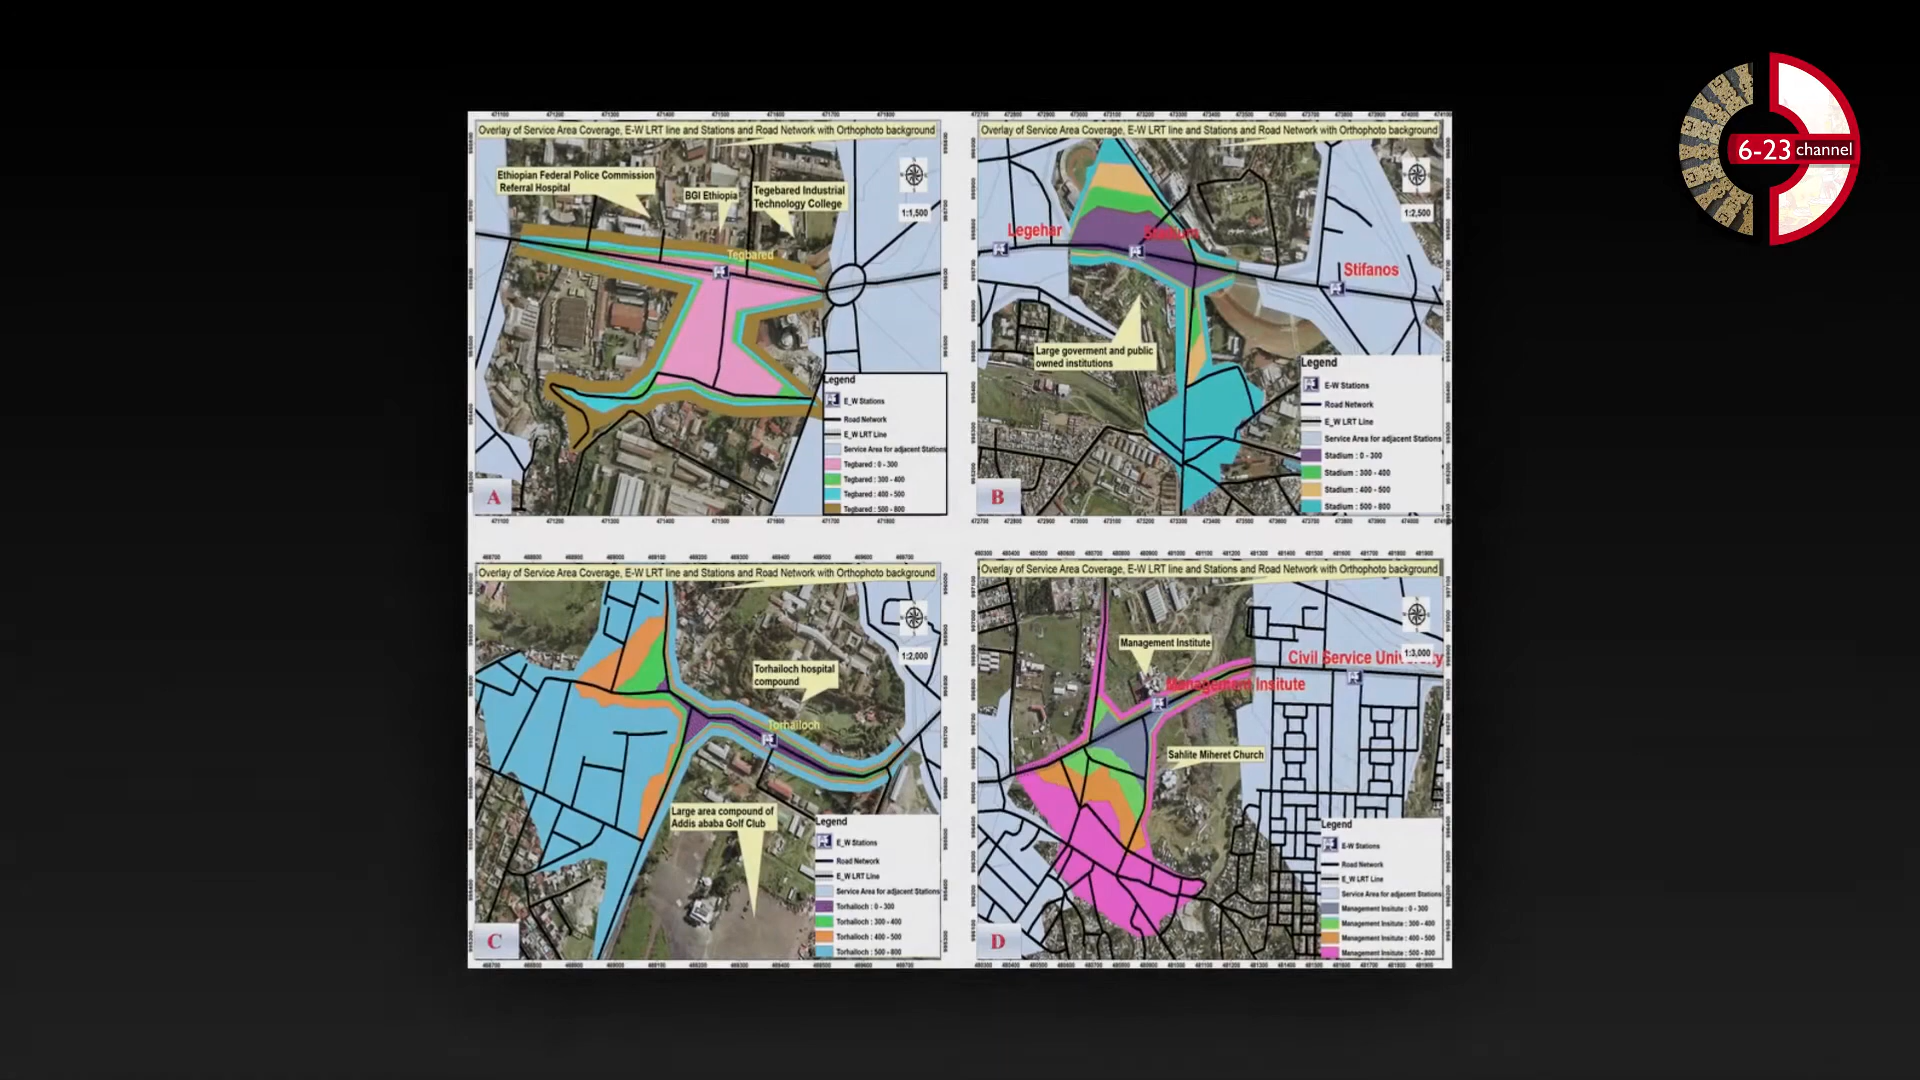 6-23 channel
Overlay of Service Area Coverage, E-W LRT line and Stations and Road Network with Orthophoto background
Ethiopian Federal Police Commission
Referral Hospital
BGI Ethiopia
Tegebared Industrial
Technology College
1:1,500
Tegbared
Legend
E_W Stations
Road Network
E_W LRT Line
Service Area for adjacent Stations
Tegbared : 0 - 300
Tegbared : 300 - 400
Tegbared : 400 - 500
Tegbared : 500 - 800
A
Overlay of Service Area Coverage, E-W LRT line and Stations and Road Network with Orthophoto background
1:2,500
Legehar
Stadium
Stifanos
Large goverment and public
owned institutions
Legend
E-W Stations
Road Network
E_W LRT Line
Service Area for adjacent Stations
Stadium : 0 - 300
Stadium : 300 - 400
Stadium : 400 - 500
Stadium : 500 - 800
B
Overlay of Service Area Coverage, E-W LRT line and Stations and Road Network with Orthophoto background
1:2,000
Torhailoch hospital
compound
Torhailoch
Large area compound of
Addis ababa Golf Club
Legend
E_W Stations
Road Network
E_W LRT Line
Service Area for adjacent Stations
Torhailoch : 0 - 300
Torhailoch : 300 - 400
Torhailoch : 400 - 500
Torhailoch : 500 - 800
C
Overlay of Service Area Coverage, E-W LRT line and Stations and Road Network with Orthophoto background
Management Institute
1:3,000
Civil Service University
Management Insitute
Sahlite Miheret Church
Legend
E-W Stations
Road Network
E_W LRT Line
Service Area for adjacent Stations
Management Insitute : 0 - 300
Management Insitute : 300 - 400
Management Insitute : 400 - 500
Management Insitute : 500 - 800
D